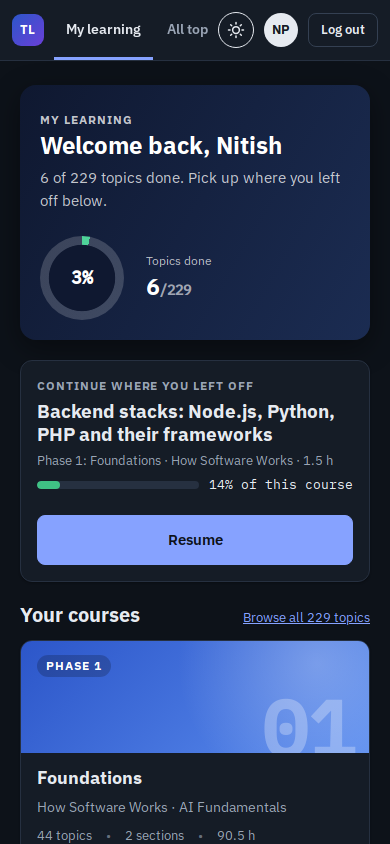 TL
My learning
All top
NP
Log out
MY LEARNING
Welcome back, Nitish
6 of 229 topics done. Pick up where you left
off below.
3%
Topics done
6/229
CONTINUE WHERE YOU LEFT OFF
Backend stacks: Node.js, Python,
PHP and their frameworks
Phase 1: Foundations · How Software Works · 1.5 h
14% of this course
Resume
Your courses
Browse all 229 topics
PHASE 1
01
Foundations
How Software Works · AI Fundamentals
44 topics • 2 sections • 90.5 h